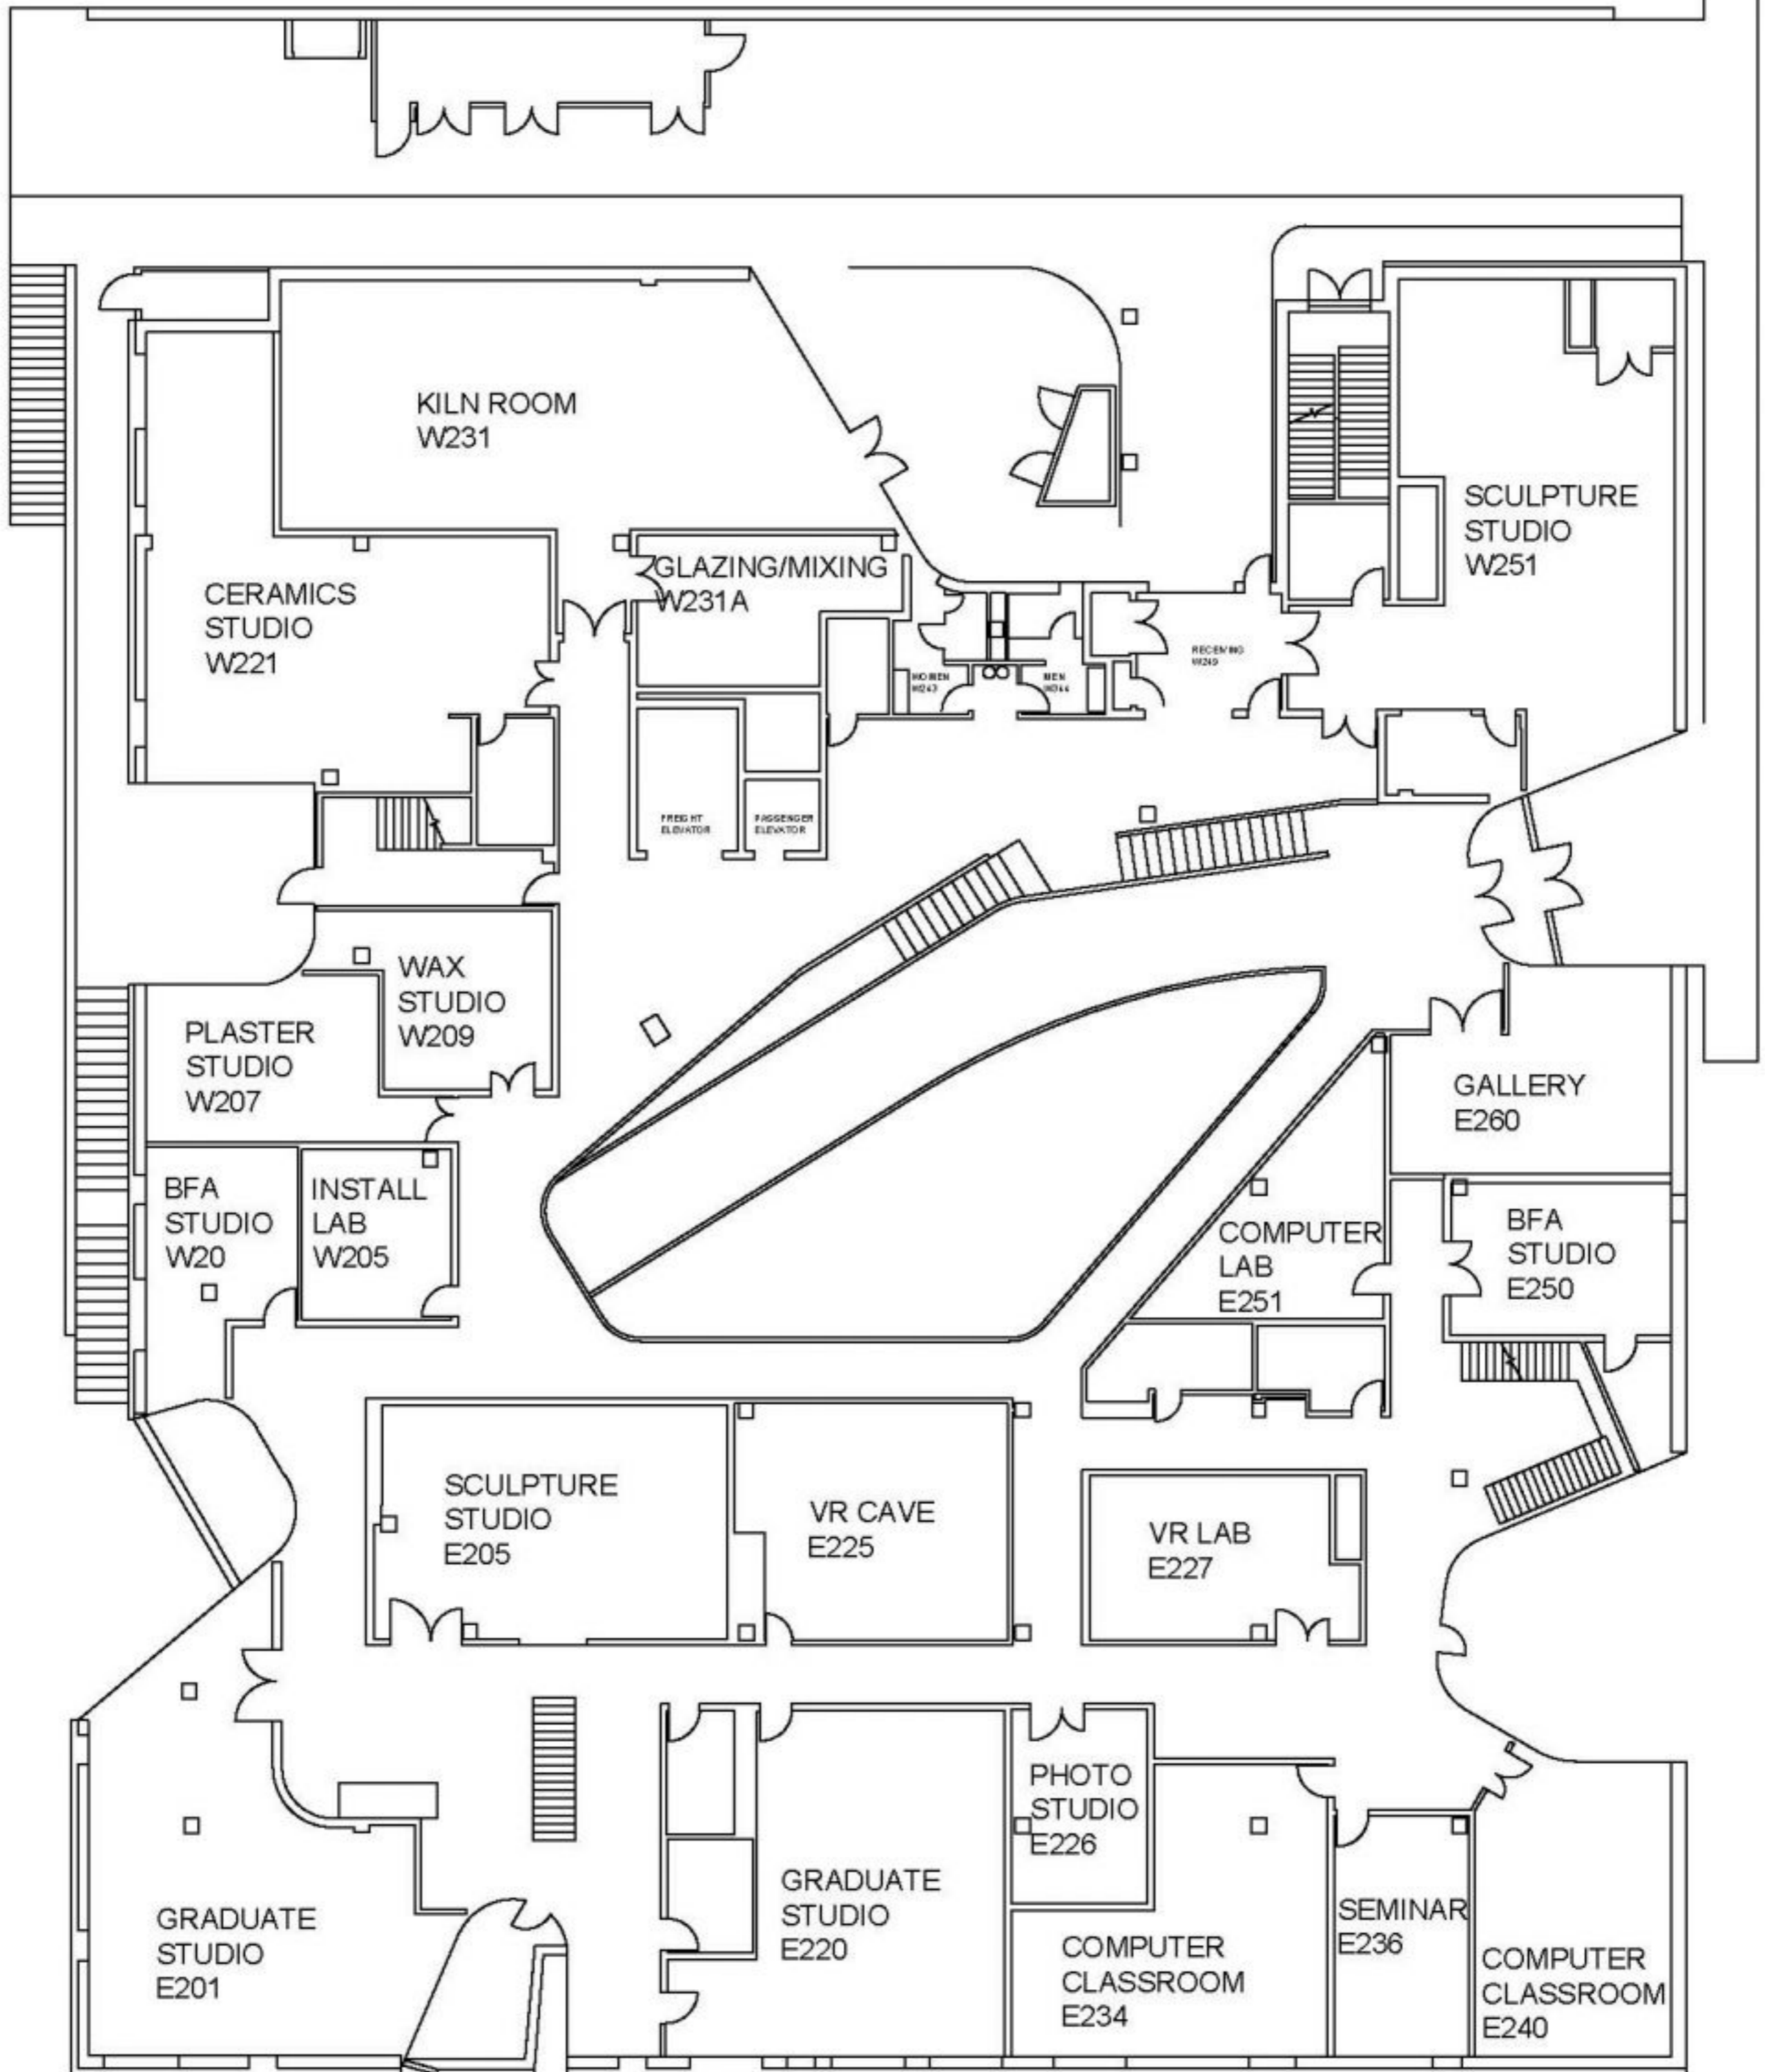 KILN ROOM
W231
SCULPTURE
STUDIO
W251
GLAZING/MIXING
W231A
CERAMICS
STUDIO
W221
RECEIVING
W249
WOMEN
W243
MEN
W244
FREIGHT
ELEVATOR
PASSENGER
ELEVATOR
WAX
STUDIO
W209
PLASTER
STUDIO
W207
GALLERY
E260
BFA
STUDIO
W20
INSTALL
LAB
W205
COMPUTER
LAB
E251
BFA
STUDIO
E250
SCULPTURE
STUDIO
E205
VR CAVE
E225
VR LAB
E227
PHOTO
STUDIO
E226
GRADUATE
STUDIO
E201
GRADUATE
STUDIO
E220
COMPUTER
CLASSROOM
E234
SEMINAR
E236
COMPUTER
CLASSROOM
E240